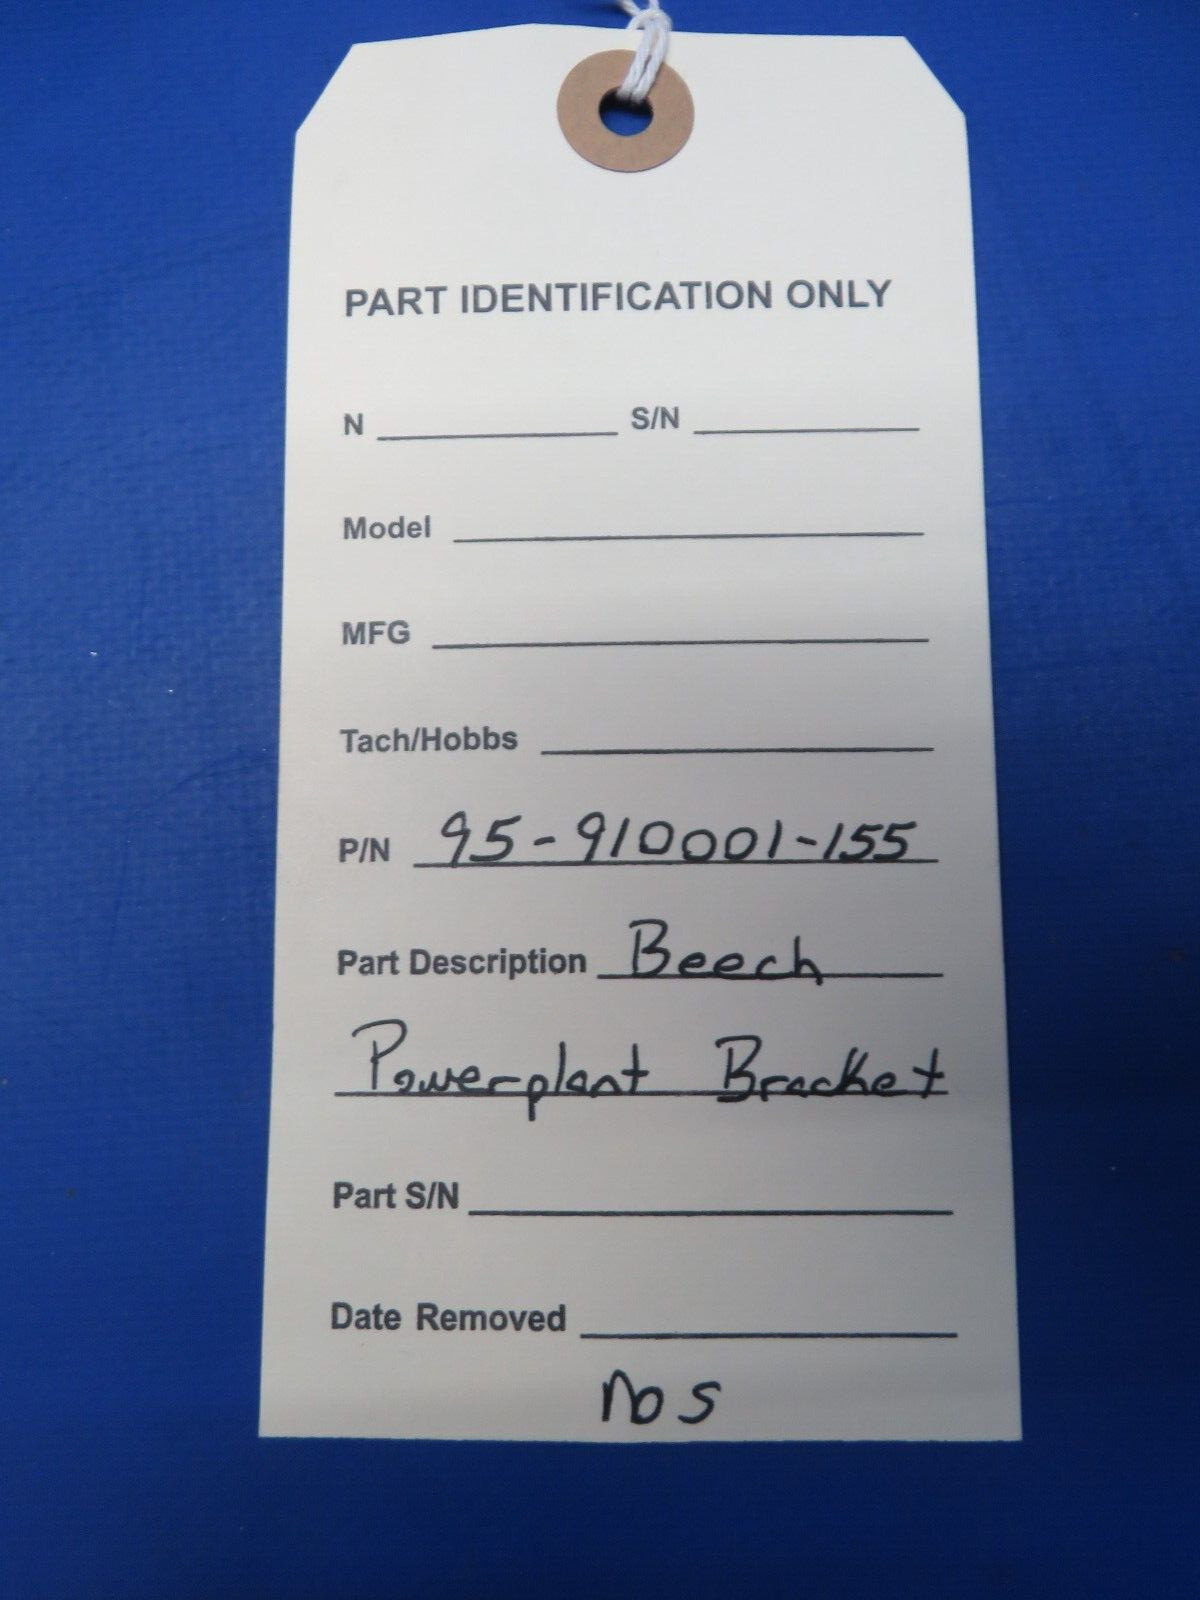 PART IDENTIFICATION ONLY
N S/N
Model
MFG
Tach/Hobbs
P/N 95-910001-155
Part Description Beech
Powerplant Bracket
Part S/N
Date Removed
nos